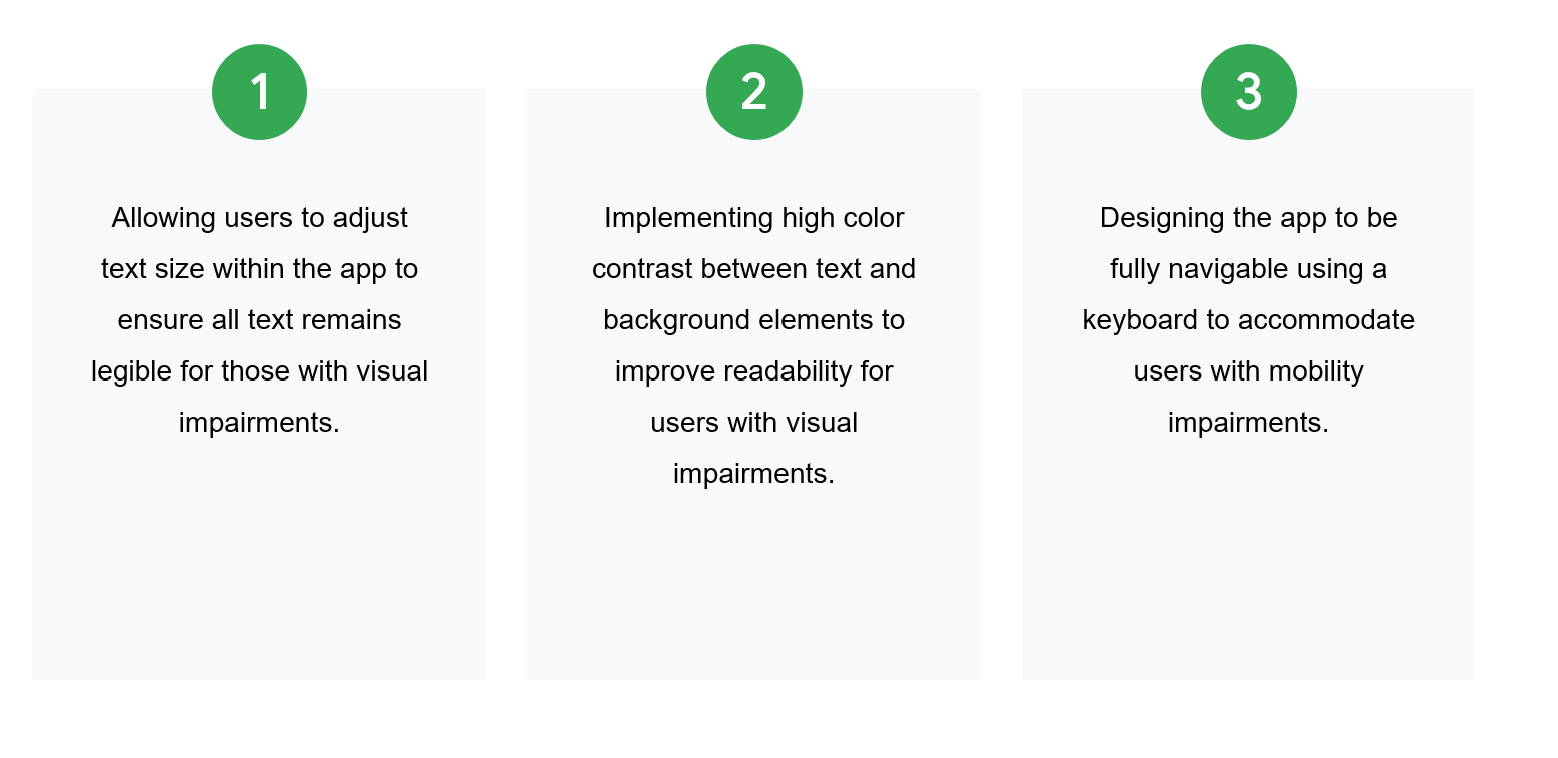 1
Allowing users to adjust
text size within the app to
ensure all text remains
legible for those with visual
impairments.
2
Implementing high color
contrast between text and
background elements to
improve readability for
users with visual
impairments.
3
Designing the app to be
fully navigable using a
keyboard to accommodate
users with mobility
impairments.